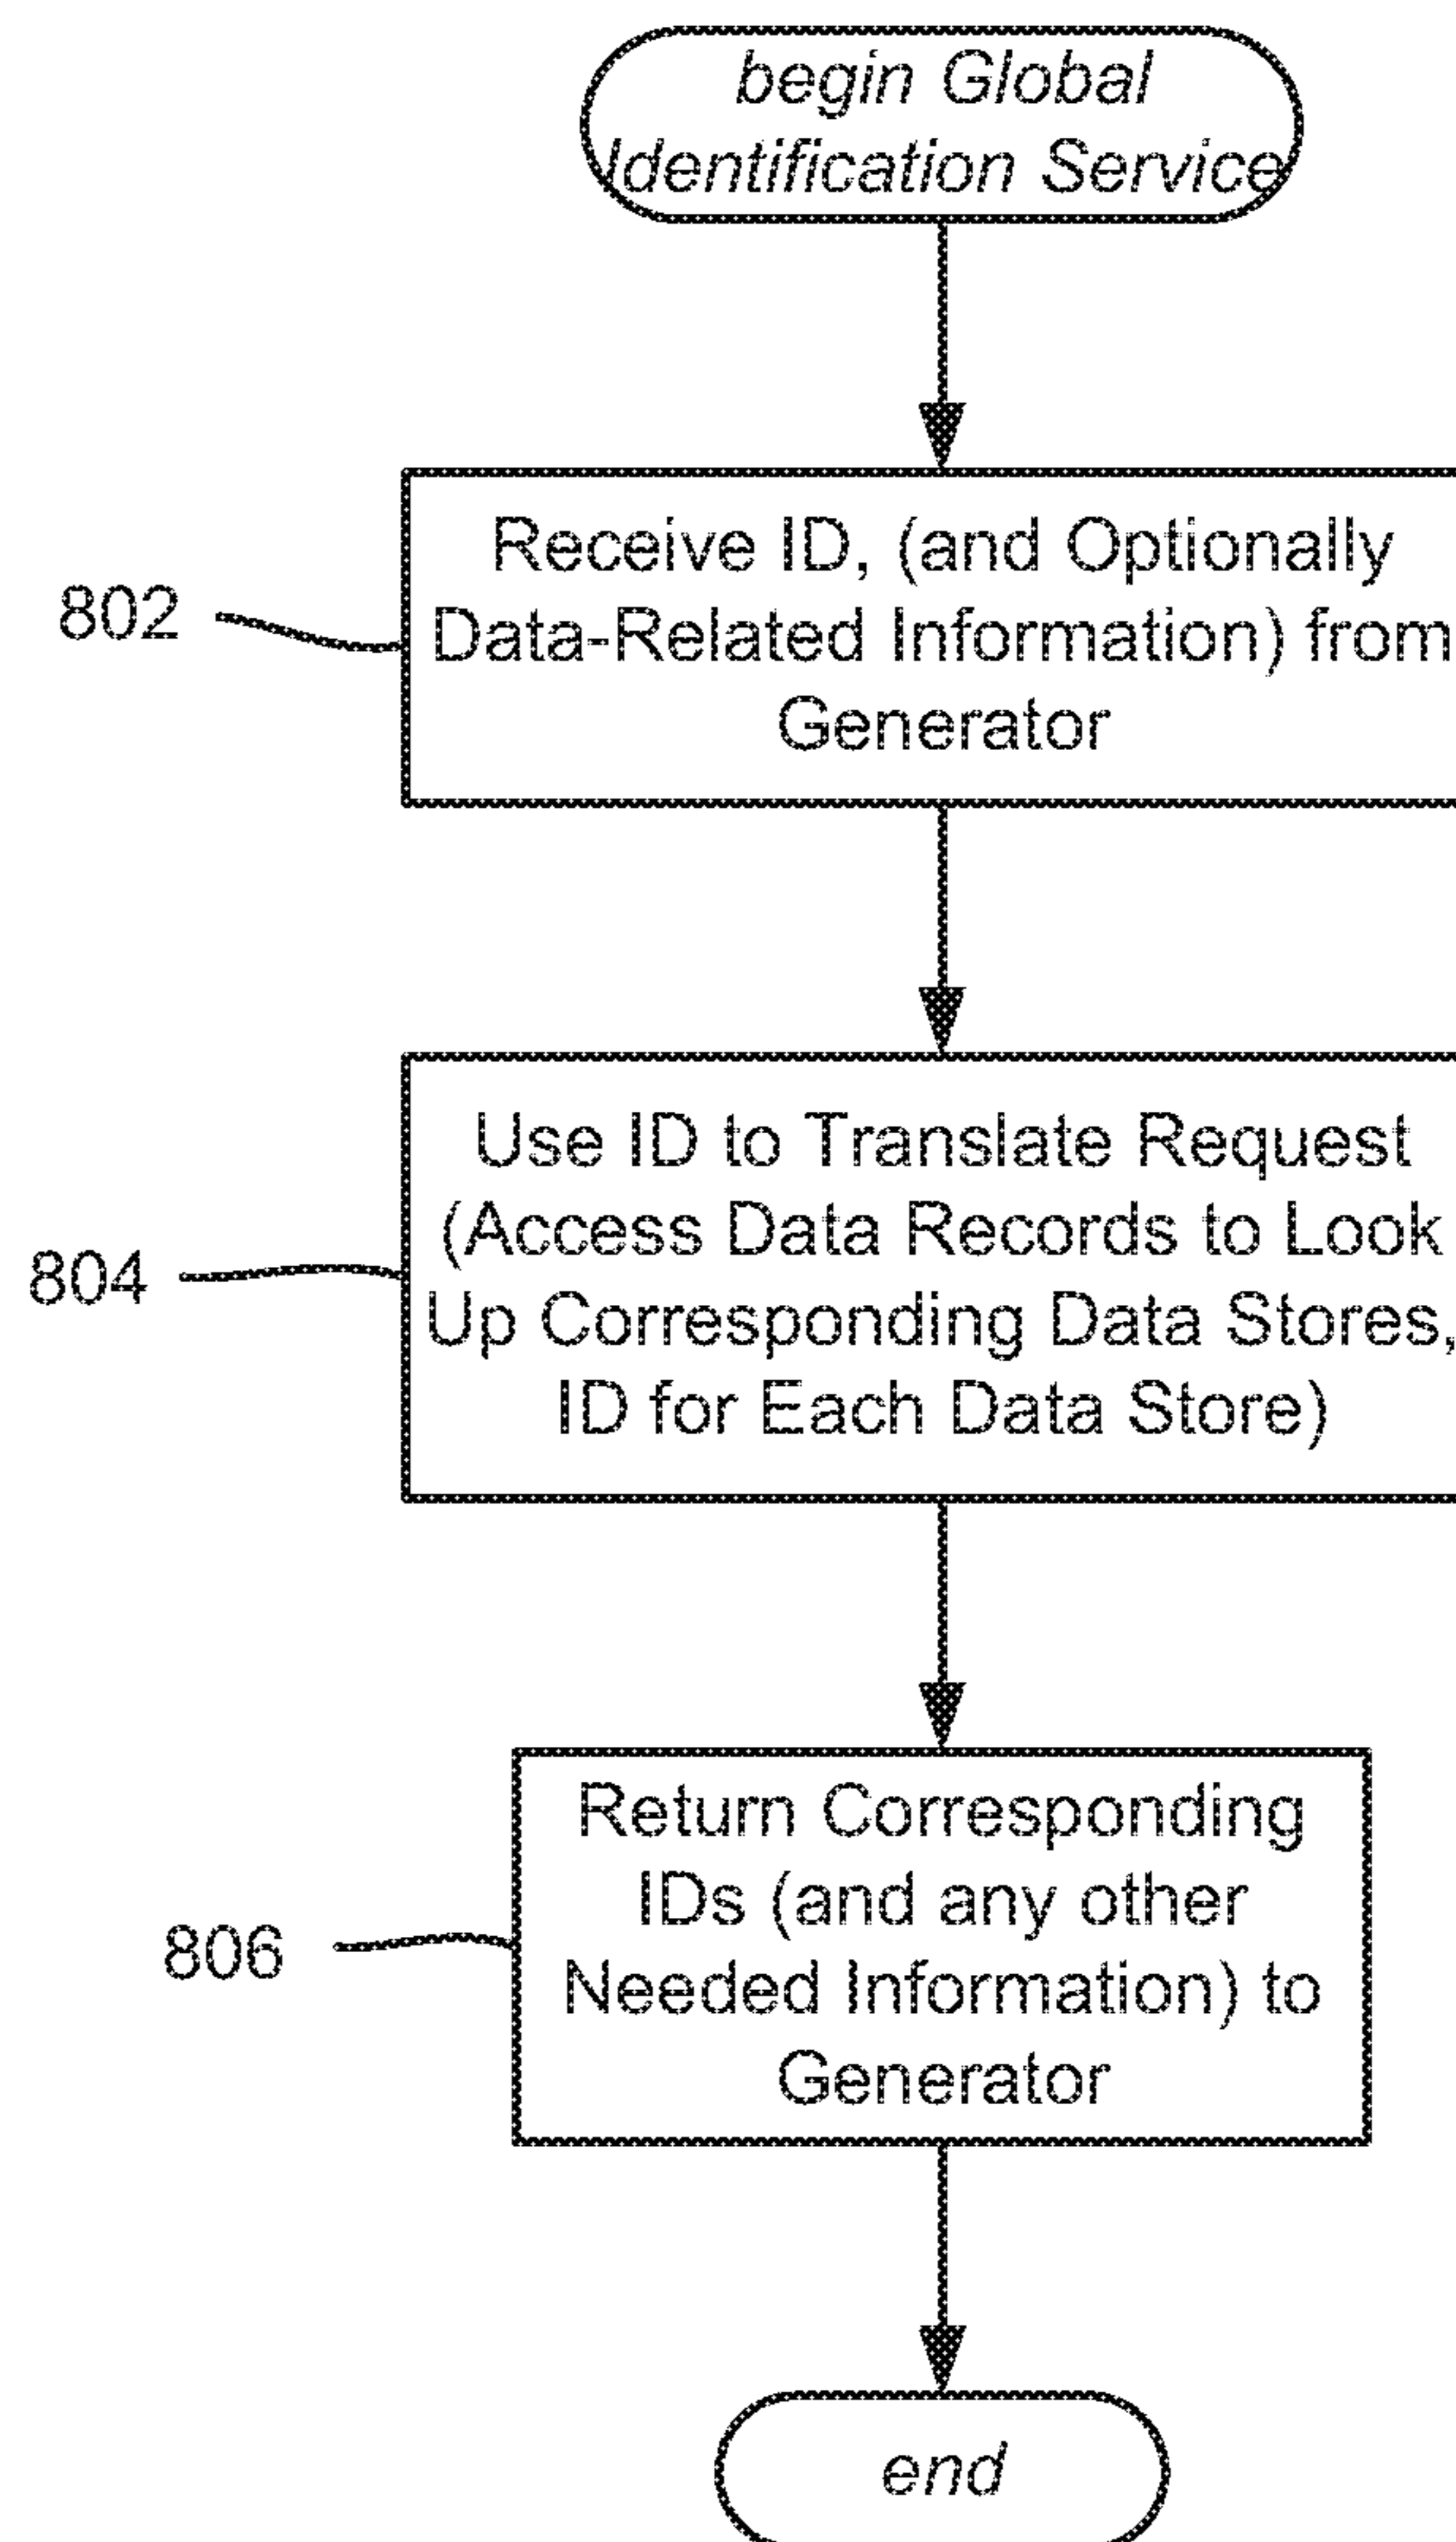 begin Global
Identification Service
802
Receive ID, (and Optionally
Data-Related Information) from
Generator
804
Use ID to Translate Request
(Access Data Records to Look
Up Corresponding Data Stores,
ID for Each Data Store)
806
Return Corresponding
IDs (and any other
Needed Information) to
Generator
end